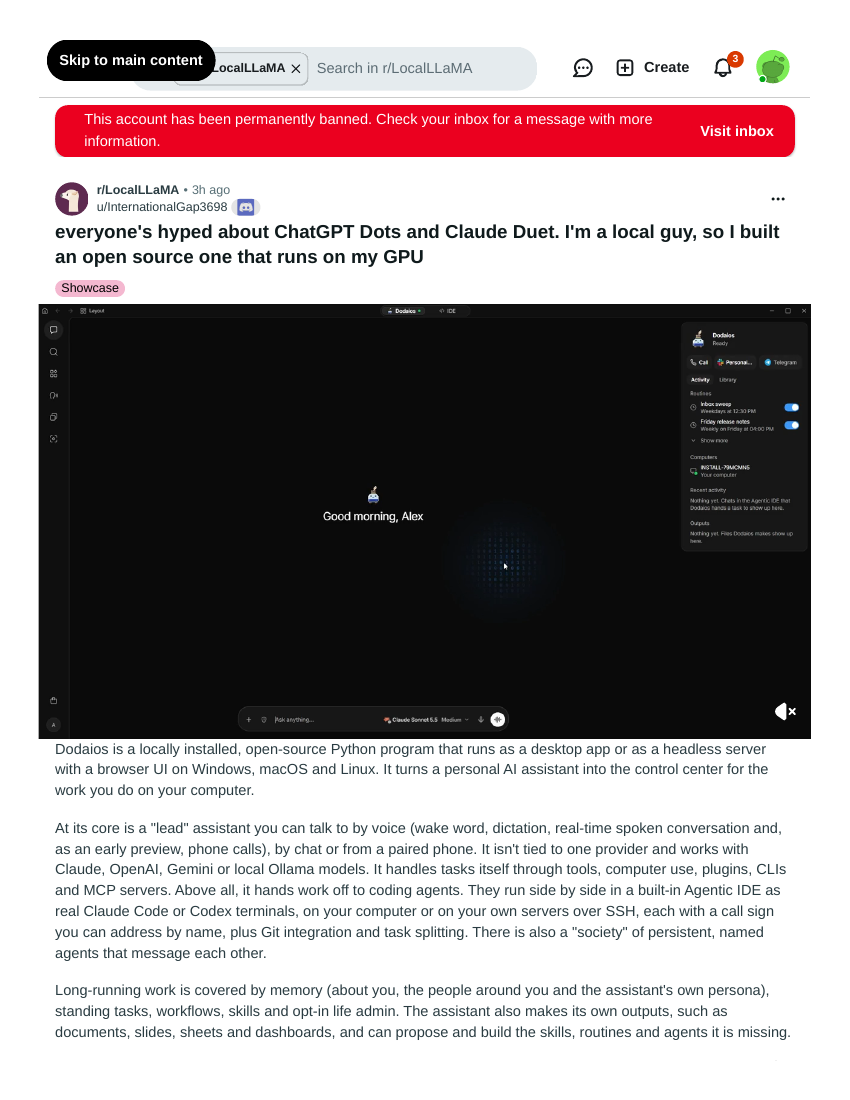 Skip to main content
LocalLLaMA
Search in r/LocalLLaMA
Create
3
This account has been permanently banned. Check your inbox for a message with more
information.
Visit inbox
r/LocalLLaMA • 3h ago
u/InternationalGap3698
everyone's hyped about ChatGPT Dots and Claude Duet. I'm a local guy, so I built
an open source one that runs on my GPU
Showcase
Layout
Dodaios
IDE
Dodaios
Ready
Call
Personal...
Telegram
Activity
Library
Routines
Inbox sweep
Weekdays at 12:30 PM
Friday release notes
Weekly on Friday at 04:00 PM
Show more
Computers
INSTALL-79MCMN5
Your computer
Recent activity
Nothing yet. Chats in the Agentic IDE that
Dodaios hands a task to show up here.
Outputs
Nothing yet. Files Dodaios makes show up
here.
Good morning, Alex
Ask anything...
Claude Sonnet 5.5 Medium
A
Dodaios is a locally installed, open-source Python program that runs as a desktop app or as a headless server
with a browser UI on Windows, macOS and Linux. It turns a personal AI assistant into the control center for the
work you do on your computer.
At its core is a "lead" assistant you can talk to by voice (wake word, dictation, real-time spoken conversation and,
as an early preview, phone calls), by chat or from a paired phone. It isn't tied to one provider and works with
Claude, OpenAI, Gemini or local Ollama models. It handles tasks itself through tools, computer use, plugins, CLIs
and MCP servers. Above all, it hands work off to coding agents. They run side by side in a built-in Agentic IDE as
real Claude Code or Codex terminals, on your computer or on your own servers over SSH, each with a call sign
you can address by name, plus Git integration and task splitting. There is also a "society" of persistent, named
agents that message each other.
Long-running work is covered by memory (about you, the people around you and the assistant's own persona),
standing tasks, workflows, skills and opt-in life admin. The assistant also makes its own outputs, such as
documents, slides, sheets and dashboards, and can propose and build the skills, routines and agents it is missing.